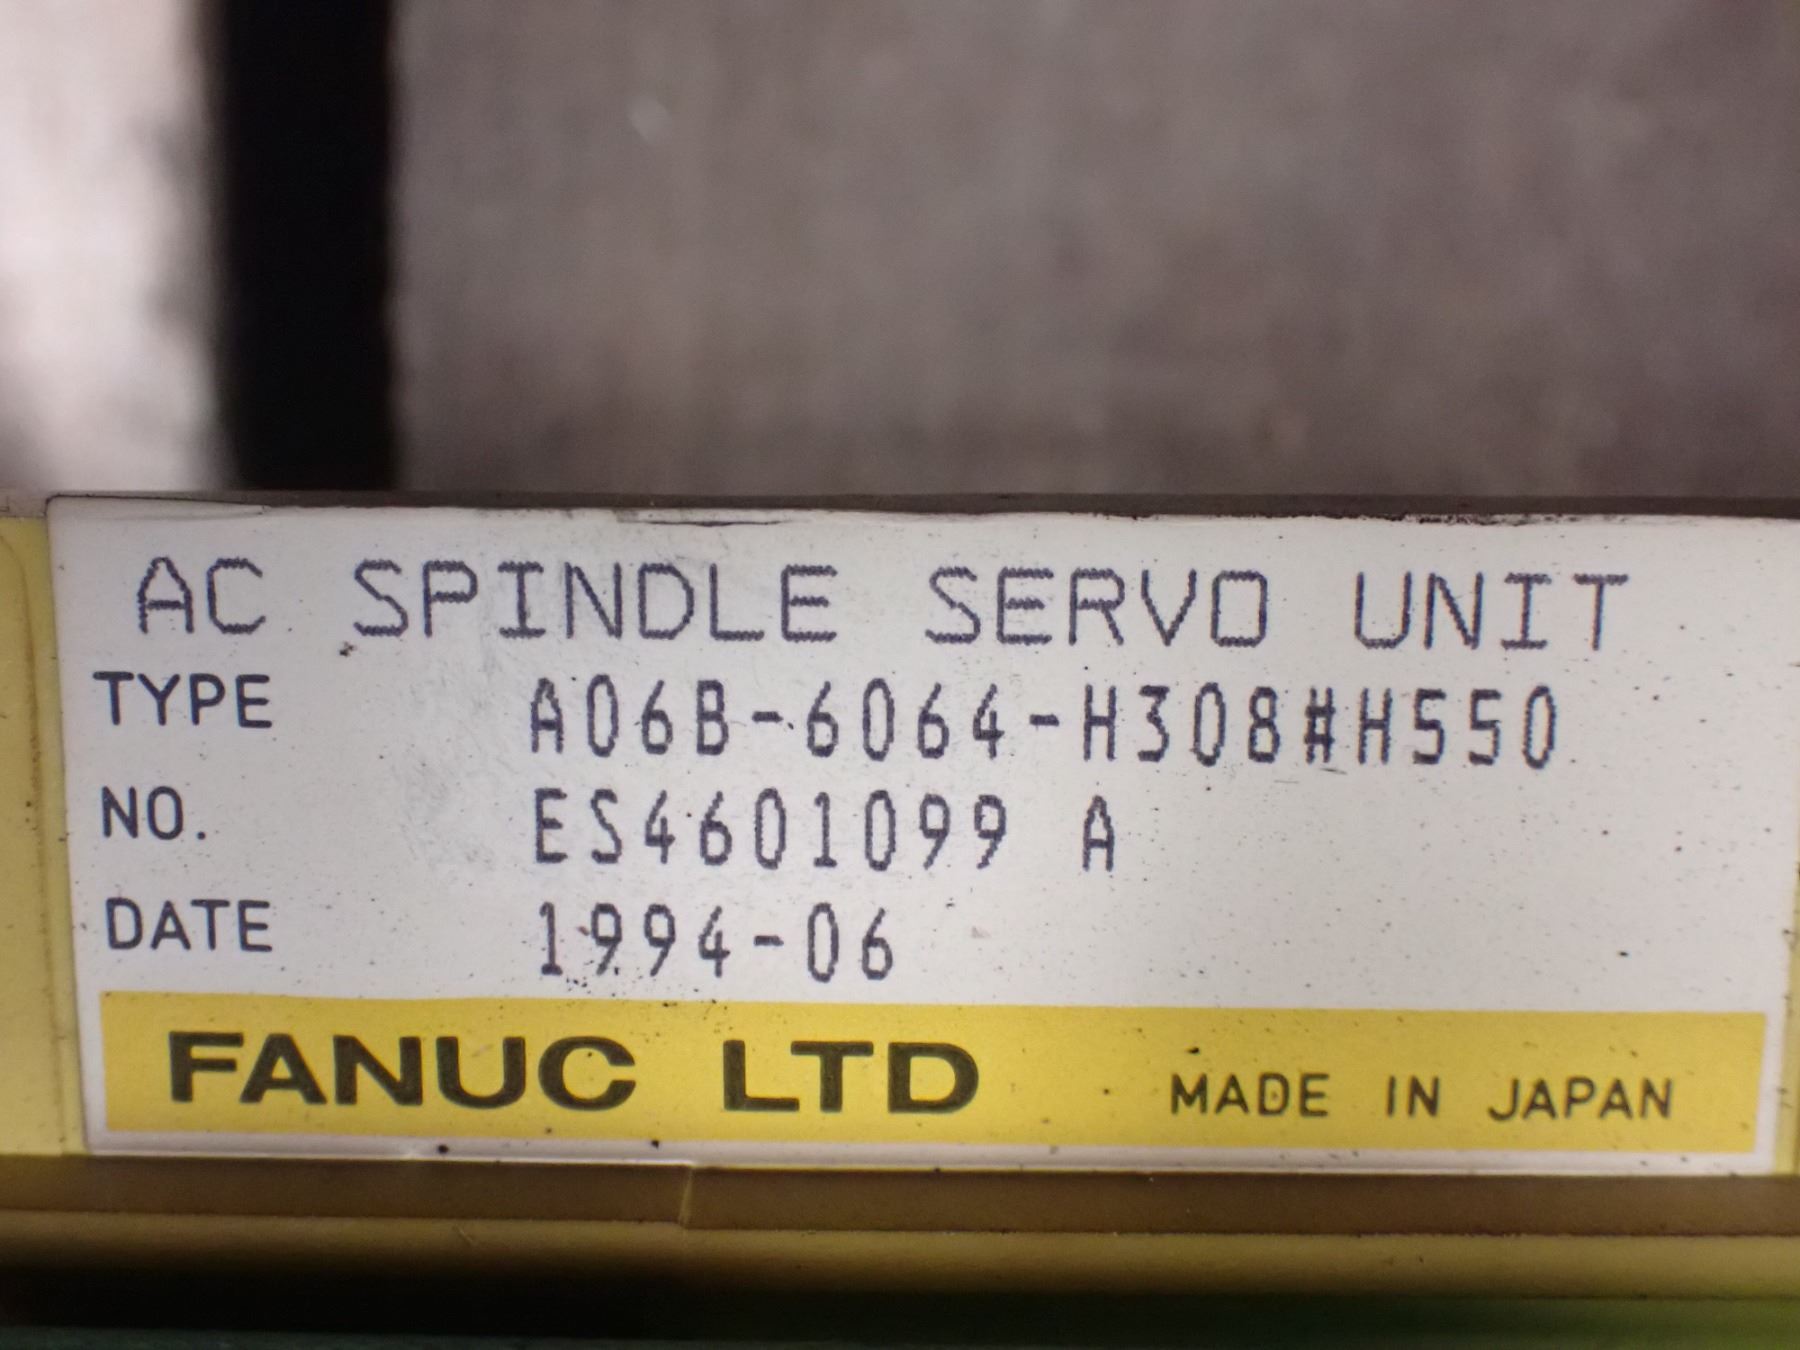 AC SPINDLE SERVO UNIT
TYPE A06B-6064-H308#H550
NO. ES4601099 A
DATE 1994-06
FANUC LTD MADE IN JAPAN